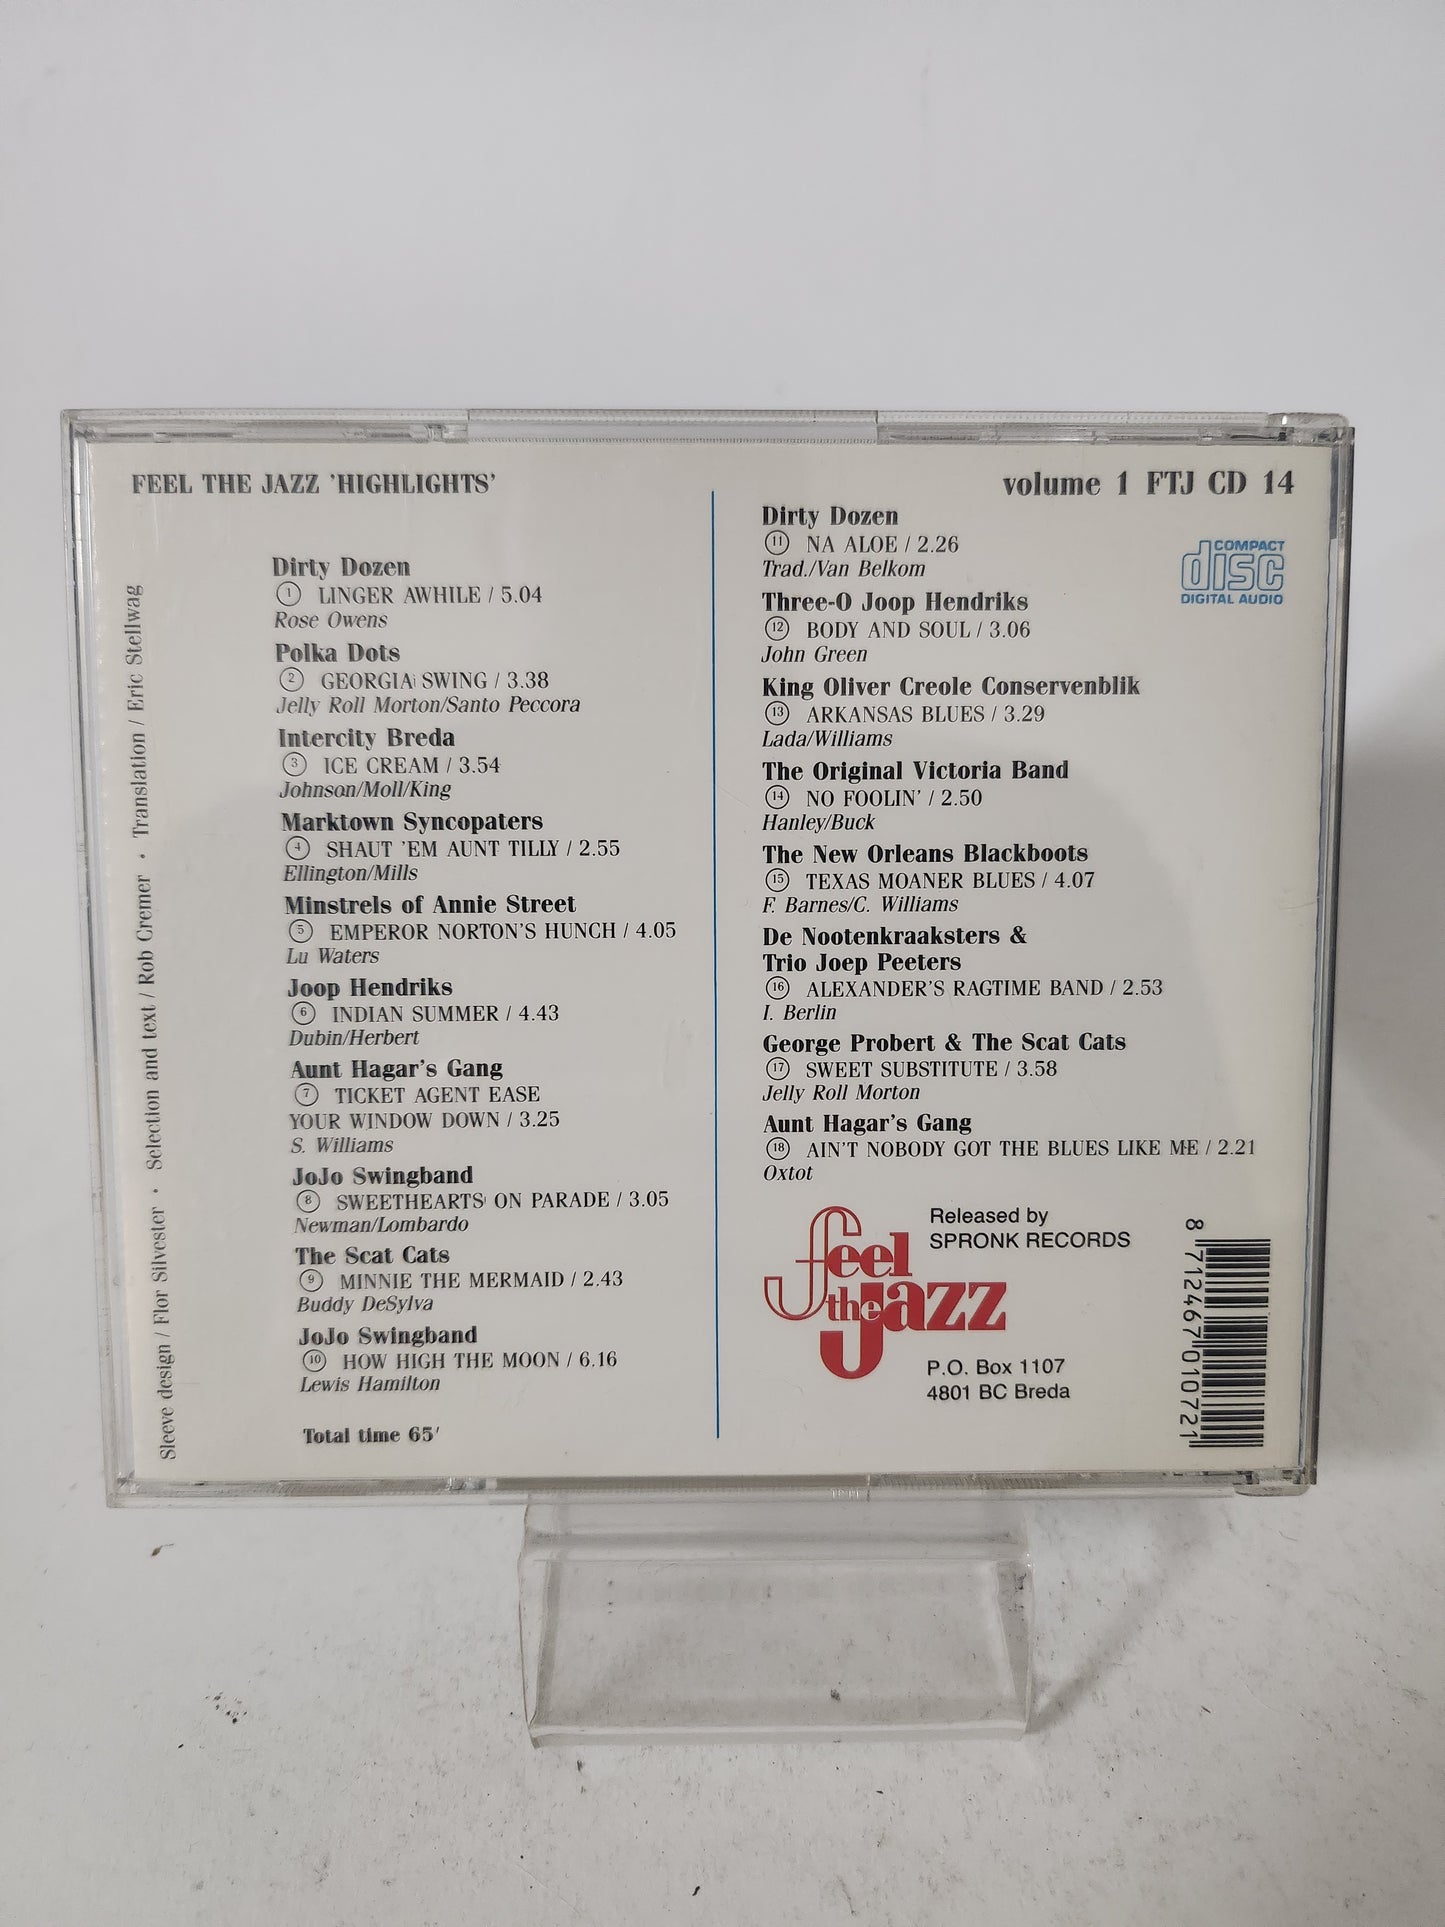 FEEL THE JAZZ 'HIGHLIGHTS'
volume 1 FTJ CD 14
Dirty Dozen
1 LINGER AWHILE / 5.04
Rose Owens
Polka Dots
2 GEORGIA SWING / 3.38
Jelly Roll Morton/Santo Peccora
Intercity Breda
3 ICE CREAM / 3.54
Johnson/Moll/King
Marktown Syncopaters
4 SHAUT 'EM AUNT TILLY / 2.55
Ellington/Mills
Minstrels of Annie Street
5 EMPEROR NORTON'S HUNCH / 4.05
Lu Waters
Joop Hendriks
6 INDIAN SUMMER / 4.43
Dubin/Herbert
Aunt Hagar's Gang
7 TICKET AGENT EASE
YOUR WINDOW DOWN / 3.25
S. Williams
JoJo Swingband
8 SWEETHEARTS ON PARADE / 3.05
Newman/Lombardo
The Scat Cats
9 MINNIE THE MERMAID / 2.43
Buddy DeSylva
JoJo Swingband
10 HOW HIGH THE MOON / 6.16
Lewis Hamilton
Total time 65'
Dirty Dozen
11 NA ALOE / 2.26
Trad./Van Belkom
Three-O Joop Hendriks
12 BODY AND SOUL / 3.06
John Green
King Oliver Creole Conservenblik
13 ARKANSAS BLUES / 3.29
Lada/Williams
The Original Victoria Band
14 NO FOOLIN' / 2.50
Hanley/Buck
The New Orleans Blackboots
15 TEXAS MOANER BLUES / 4.07
F. Barnes/C. Williams
De Nootenkraaksters &
Trio Joep Peeters
16 ALEXANDER'S RAGTIME BAND / 2.53
I. Berlin
George Probert & The Scat Cats
17 SWEET SUBSTITUTE / 3.58
Jelly Roll Morton
Aunt Hagar's Gang
18 AIN'T NOBODY GOT THE BLUES LIKE ME / 2.21
Oxtot
COMPACT
disc
DIGITAL AUDIO
feel
the jazz
Released by
SPRONK RECORDS
P.O. Box 1107
4801 BC Breda
8 712467 010721
Sleeve design / Flor Silvester • Selection and text / Rob Cremer • Translation / Eric Stellwag